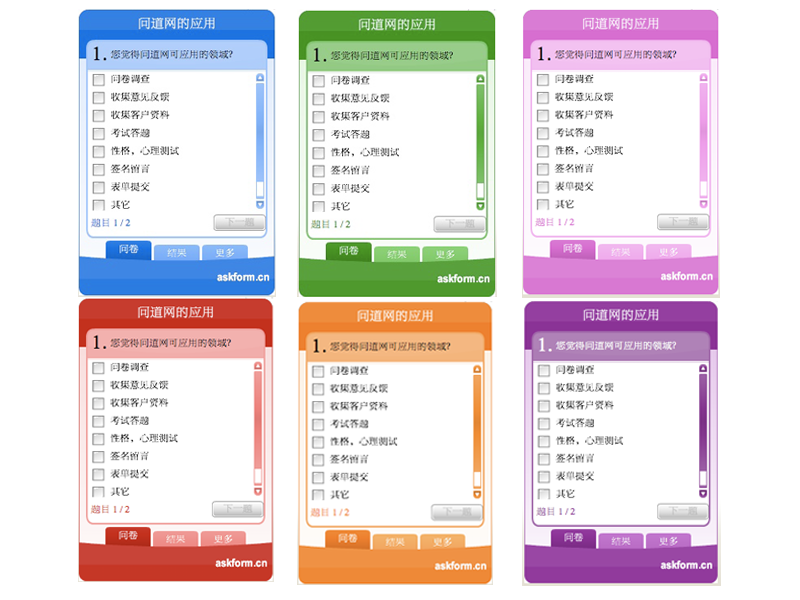 问道网的应用
1. 您觉得问道网可应用的领域?
问卷调查
收集意见反馈
收集客户资料
考试答题
性格，心理测试
签名留言
表单提交
其它
题目 1 / 2
下一题
问卷
结果
更多
askform.cn
问道网的应用
1. 您觉得问道网可应用的领域?
问卷调查
收集意见反馈
收集客户资料
考试答题
性格，心理测试
签名留言
表单提交
其它
题目 1 / 2
下一题
问卷
结果
更多
askform.cn
问道网的应用
1. 您觉得问道网可应用的领域?
问卷调查
收集意见反馈
收集客户资料
考试答题
性格，心理测试
签名留言
表单提交
其它
题目 1 / 2
下一题
问卷
结果
更多
askform.cn
问道网的应用
1. 您觉得问道网可应用的领域?
问卷调查
收集意见反馈
收集客户资料
考试答题
性格，心理测试
签名留言
表单提交
其它
题目 1 / 2
下一题
问卷
结果
更多
askform.cn
问道网的应用
1. 您觉得问道网可应用的领域?
问卷调查
收集意见反馈
收集客户资料
考试答题
性格，心理测试
签名留言
表单提交
其它
题目 1 / 2
下一题
问卷
结果
更多
askform.cn
问道网的应用
1. 您觉得问道网可应用的领域?
问卷调查
收集意见反馈
收集客户资料
考试答题
性格，心理测试
签名留言
表单提交
其它
题目 1 / 2
下一题
问卷
结果
更多
askform.cn